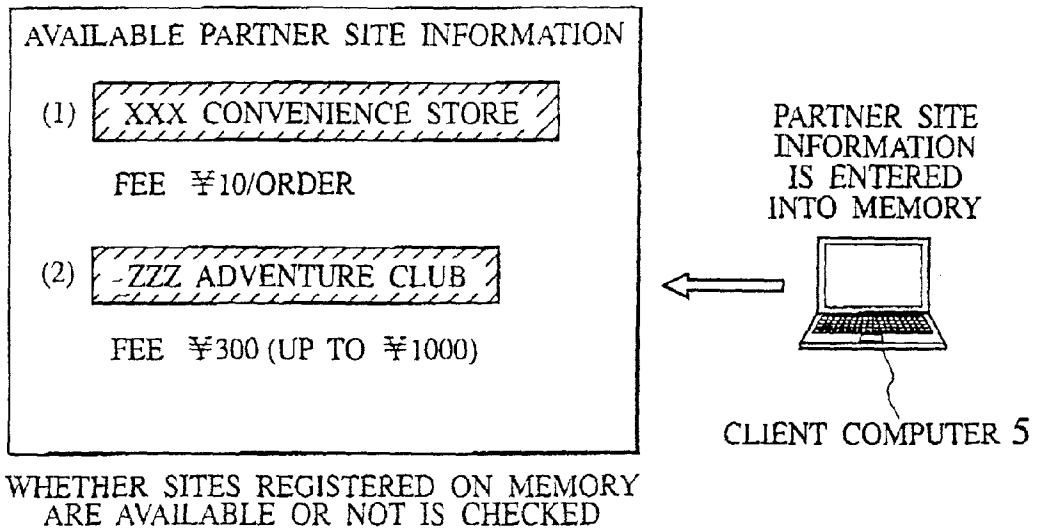 AVAILABLE PARTNER SITE INFORMATION
(1) XXX CONVENIENCE STORE
FEE ¥10/ORDER
(2) ZZZ ADVENTURE CLUB
FEE ¥300 (UP TO ¥1000)
WHETHER SITES REGISTERED ON MEMORY
ARE AVAILABLE OR NOT IS CHECKED
PARTNER SITE
INFORMATION
IS ENTERED
INTO MEMORY
CLIENT COMPUTER 5